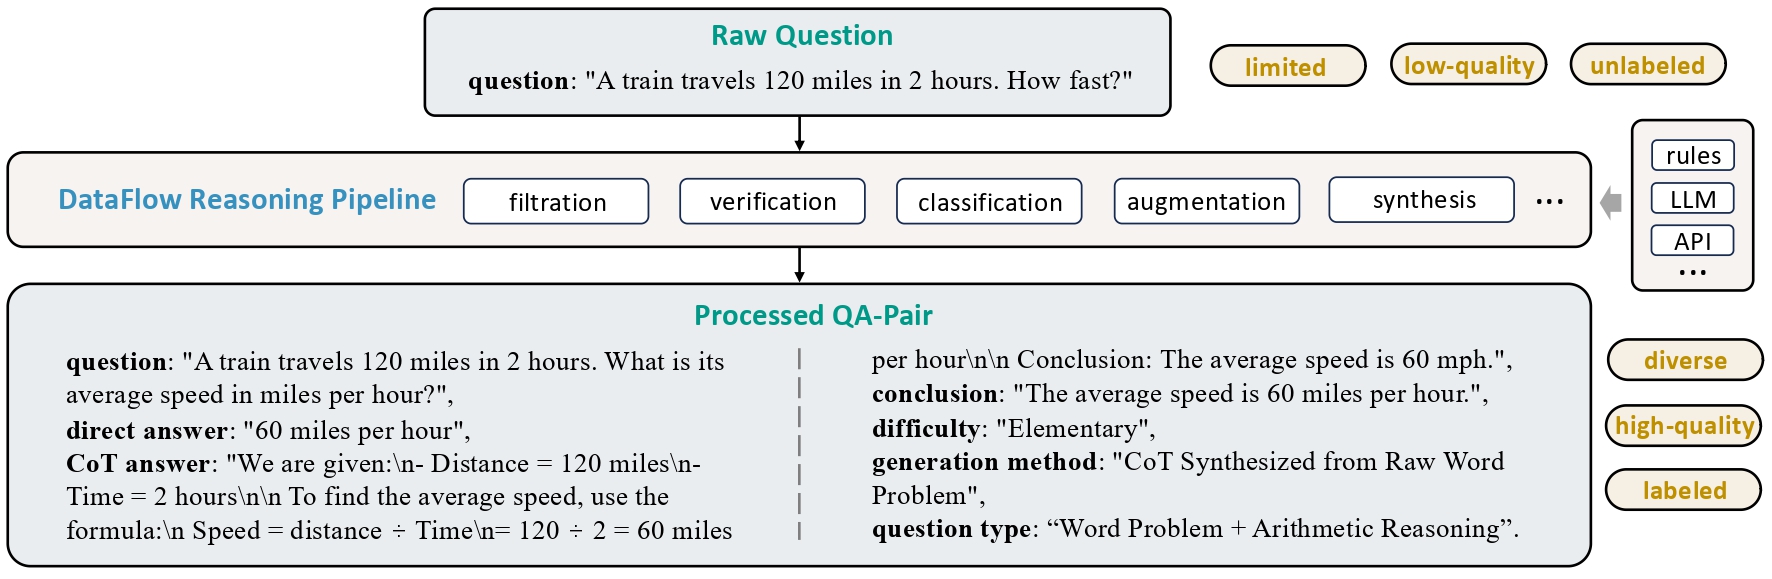 Raw Question
question: "A train travels 120 miles in 2 hours. How fast?"
limited
low-quality
unlabeled
DataFlow Reasoning Pipeline
filtration
verification
classification
augmentation
synthesis
...
rules
LLM
API
...
Processed QA-Pair
question: "A train travels 120 miles in 2 hours. What is its
average speed in miles per hour?",
direct answer: "60 miles per hour",
CoT answer: "We are given:\n- Distance = 120 miles\n-
Time = 2 hours\n\n To find the average speed, use the
formula:\n Speed = distance ÷ Time\n= 120 ÷ 2 = 60 miles
per hour\n\n Conclusion: The average speed is 60 mph.",
conclusion: "The average speed is 60 miles per hour.",
difficulty: "Elementary",
generation method: "CoT Synthesized from Raw Word
Problem",
question type: “Word Problem + Arithmetic Reasoning”.
diverse
high-quality
labeled